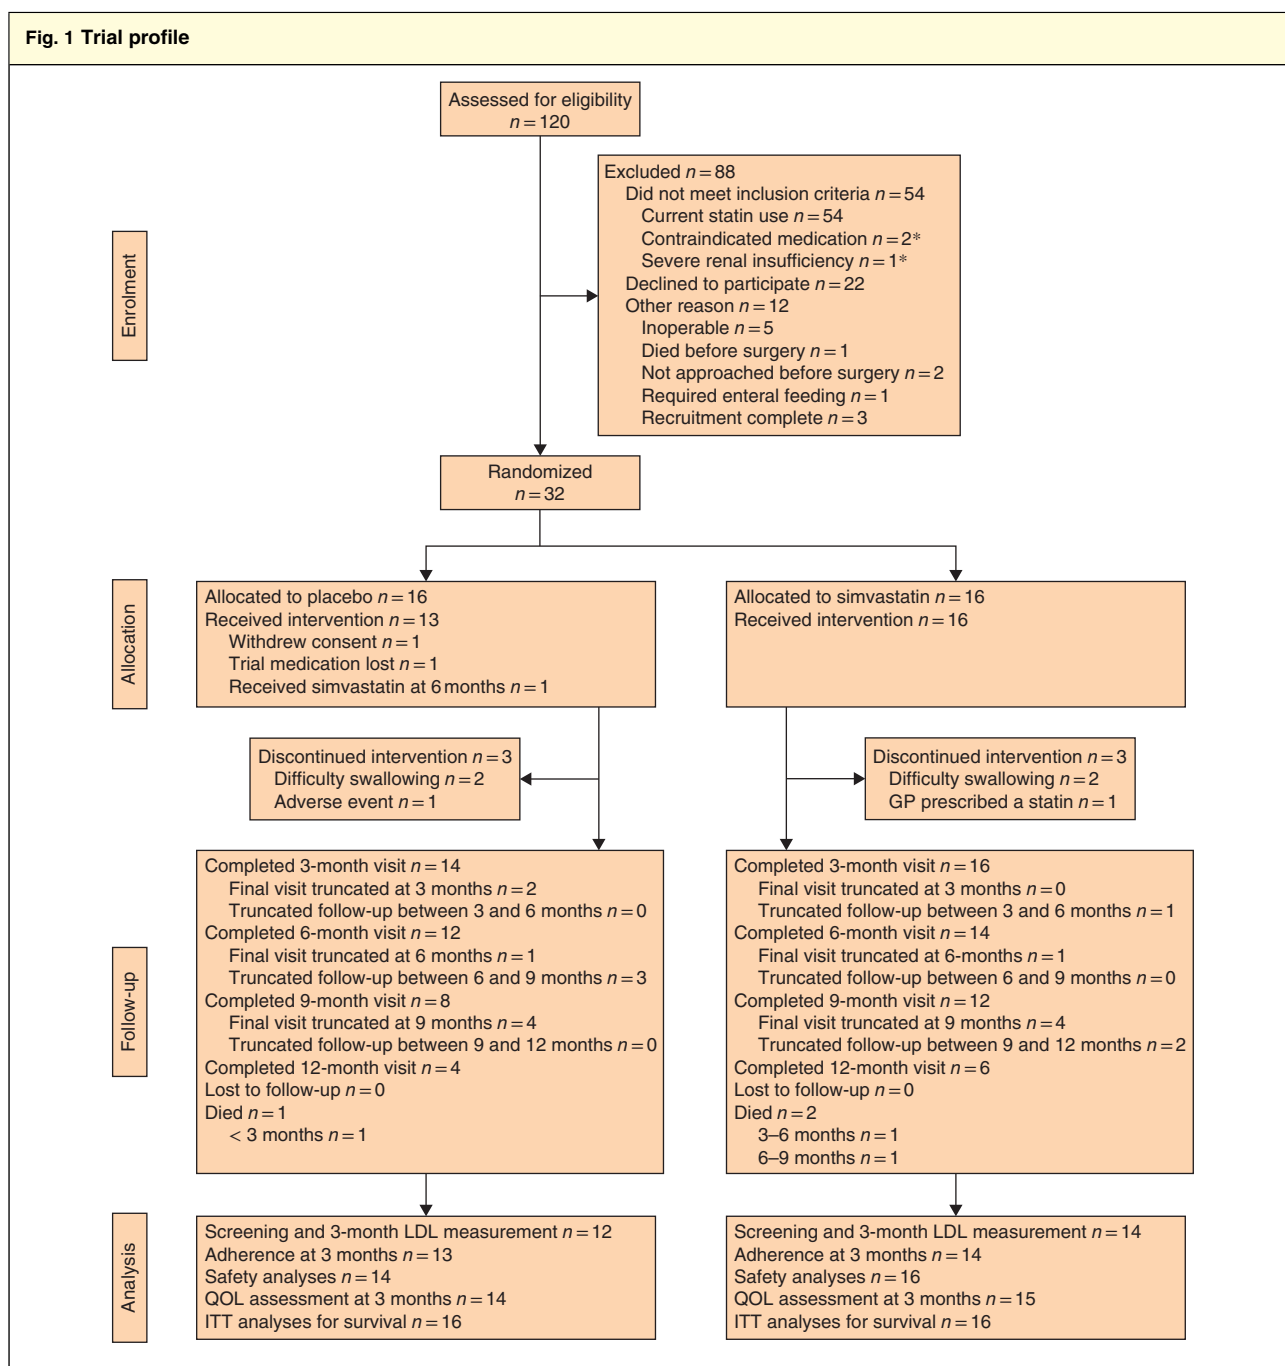 Fig. 1 Trial profile
Assessed for eligibility
n = 120
Excluded n = 88
Did not meet inclusion criteria n = 54
Current statin use n = 54
Contraindicated medication n = 2*
Severe renal insufficiency n = 1*
Declined to participate n = 22
Other reason n = 12
Inoperable n = 5
Died before surgery n = 1
Not approached before surgery n = 2
Required enteral feeding n = 1
Recruitment complete n = 3
Enrolment
Randomized
n = 32
Allocation
Allocated to placebo n = 16
Received intervention n = 13
Withdrew consent n = 1
Trial medication lost n = 1
Received simvastatin at 6 months n = 1
Allocated to simvastatin n = 16
Received intervention n = 16
Discontinued intervention n = 3
Difficulty swallowing n = 2
Adverse event n = 1
Discontinued intervention n = 3
Difficulty swallowing n = 2
GP prescribed a statin n = 1
Follow-up
Completed 3-month visit n = 14
Final visit truncated at 3 months n = 2
Truncated follow-up between 3 and 6 months n = 0
Completed 6-month visit n = 12
Final visit truncated at 6 months n = 1
Truncated follow-up between 6 and 9 months n = 3
Completed 9-month visit n = 8
Final visit truncated at 9 months n = 4
Truncated follow-up between 9 and 12 months n = 0
Completed 12-month visit n = 4
Lost to follow-up n = 0
Died n = 1
< 3 months n = 1
Completed 3-month visit n = 16
Final visit truncated at 3 months n = 0
Truncated follow-up between 3 and 6 months n = 1
Completed 6-month visit n = 14
Final visit truncated at 6-months n = 1
Truncated follow-up between 6 and 9 months n = 0
Completed 9-month visit n = 12
Final visit truncated at 9 months n = 4
Truncated follow-up between 9 and 12 months n = 2
Completed 12-month visit n = 6
Lost to follow-up n = 0
Died n = 2
3–6 months n = 1
6–9 months n = 1
Analysis
Screening and 3-month LDL measurement n = 12
Adherence at 3 months n = 13
Safety analyses n = 14
QOL assessment at 3 months n = 14
ITT analyses for survival n = 16
Screening and 3-month LDL measurement n = 14
Adherence at 3 months n = 14
Safety analyses n = 16
QOL assessment at 3 months n = 15
ITT analyses for survival n = 16